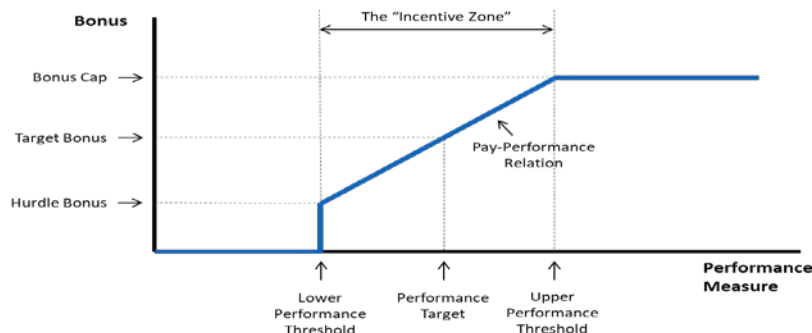 Bonus
The “Incentive Zone”
Bonus Cap
Target Bonus
Pay-Performance
Relation
Hurdle Bonus
Performance
Measure
Lower
Performance
Threshold
Performance
Target
Upper
Performance
Threshold